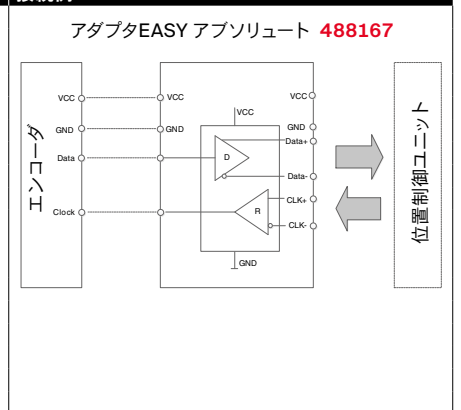 アダプタEASY アブソリュート 488167
エンコーダ
VCC
GND
Data
Clock
VCC
GND
VCC
D
R
GND
VCC
GND
Data+
Data-
CLK+
CLK-
位置制御ユニット